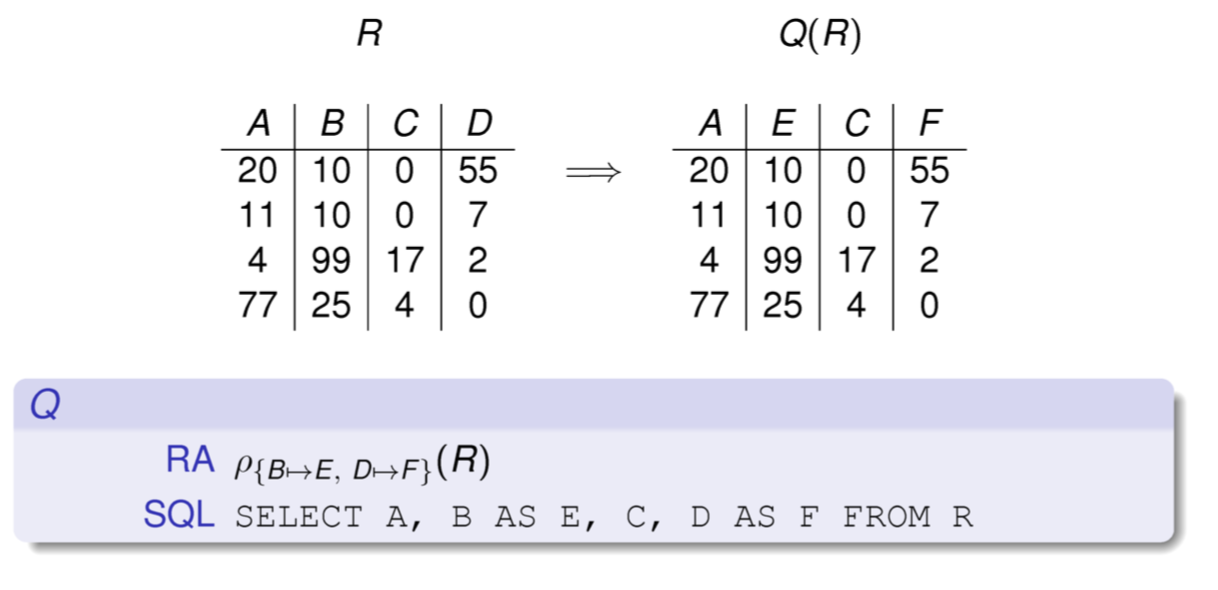 R Q(R)
A B C D A E C F
20 10 0 55 ⟹ 20 10 0 55
11 10 0 7 11 10 0 7
4 99 17 2 4 99 17 2
77 25 4 0 77 25 4 0
Q
RA ρ{B↦E, D↦F}(R)
SQL SELECT A, B AS E, C, D AS F FROM R